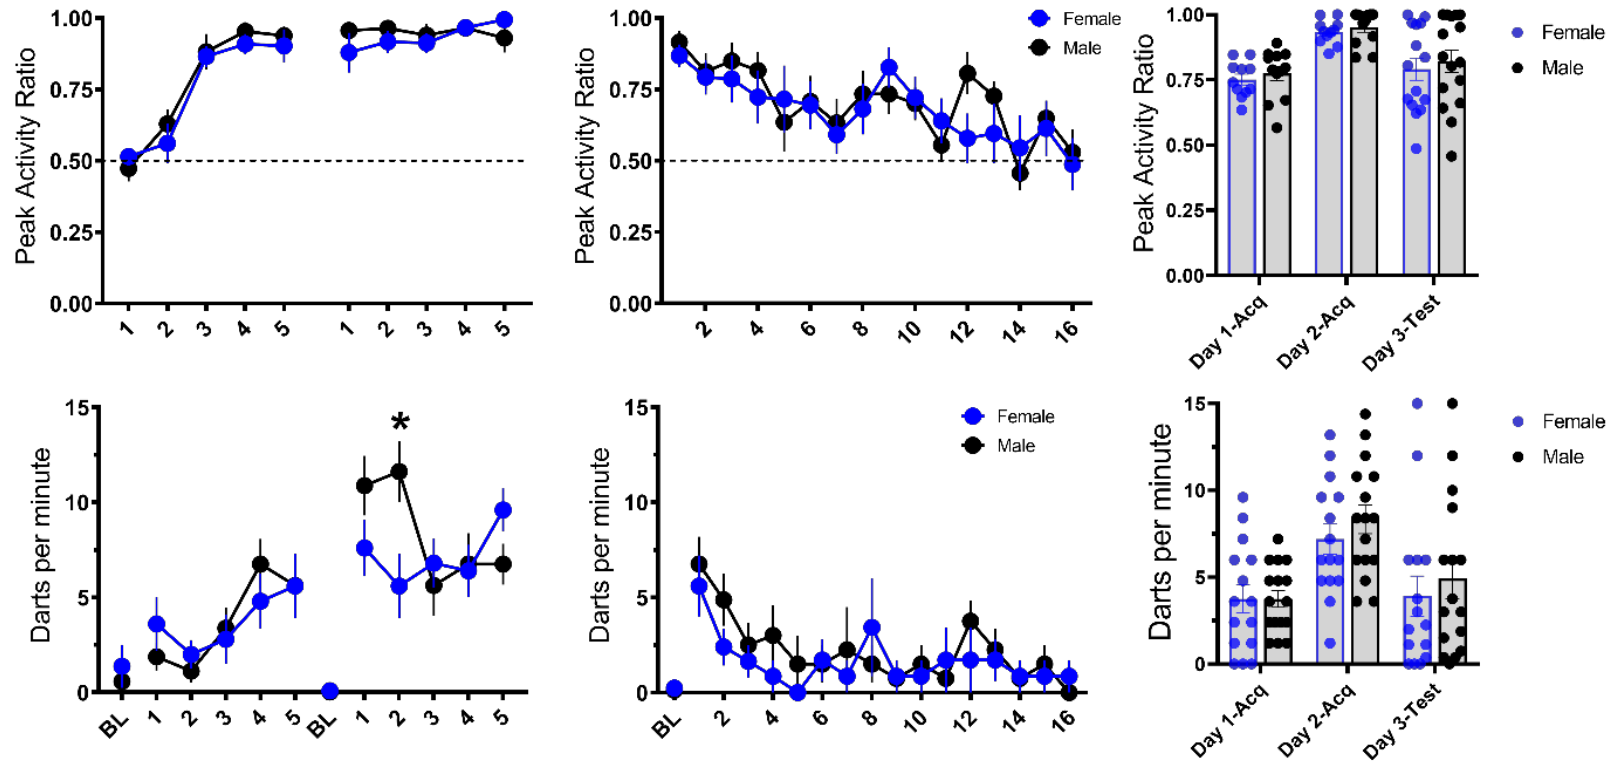 Peak Activity Ratio
1.00
0.75
0.50
0.25
0.00
1 2 3 4 5 1 2 3 4 5
Peak Activity Ratio
1.00
0.75
0.50
0.25
0.00
2 4 6 8 10 12 14 16
Female
Male
Peak Activity Ratio
1.00
0.75
0.50
0.25
0.00
Day 1-Acq Day 2-Acq Day 3-Test
Female
Male
Darts per minute
15
10
5
0
*
BL 1 2 3 4 5 BL 1 2 3 4 5
Darts per minute
15
10
5
0
BL 2 4 6 8 10 12 14 16
Female
Male
Darts per minute
15
10
5
0
Day 1-Acq Day 2-Acq Day 3-Test
Female
Male